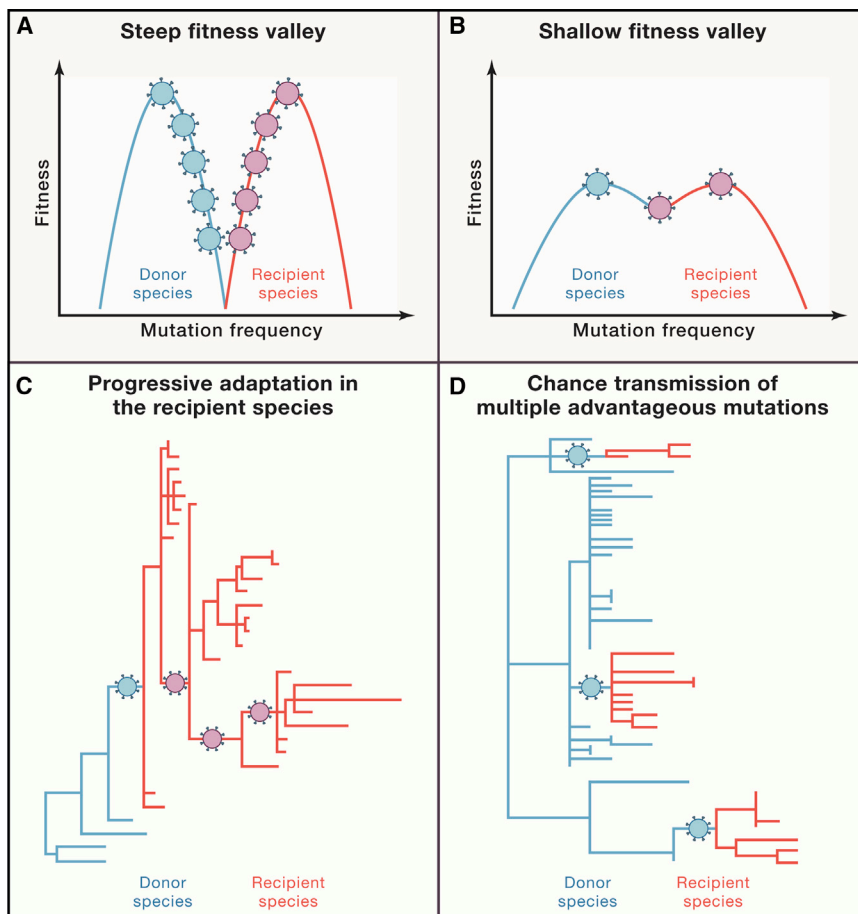 A
Steep fitness valley
Fitness
Donor
species
Recipient
species
Mutation frequency
B
Shallow fitness valley
Fitness
Donor
species
Recipient
species
Mutation frequency
C
Progressive adaptation in
the recipient species
Donor
species
Recipient
species
D
Chance transmission of
multiple advantageous mutations
Donor
species
Recipient
species